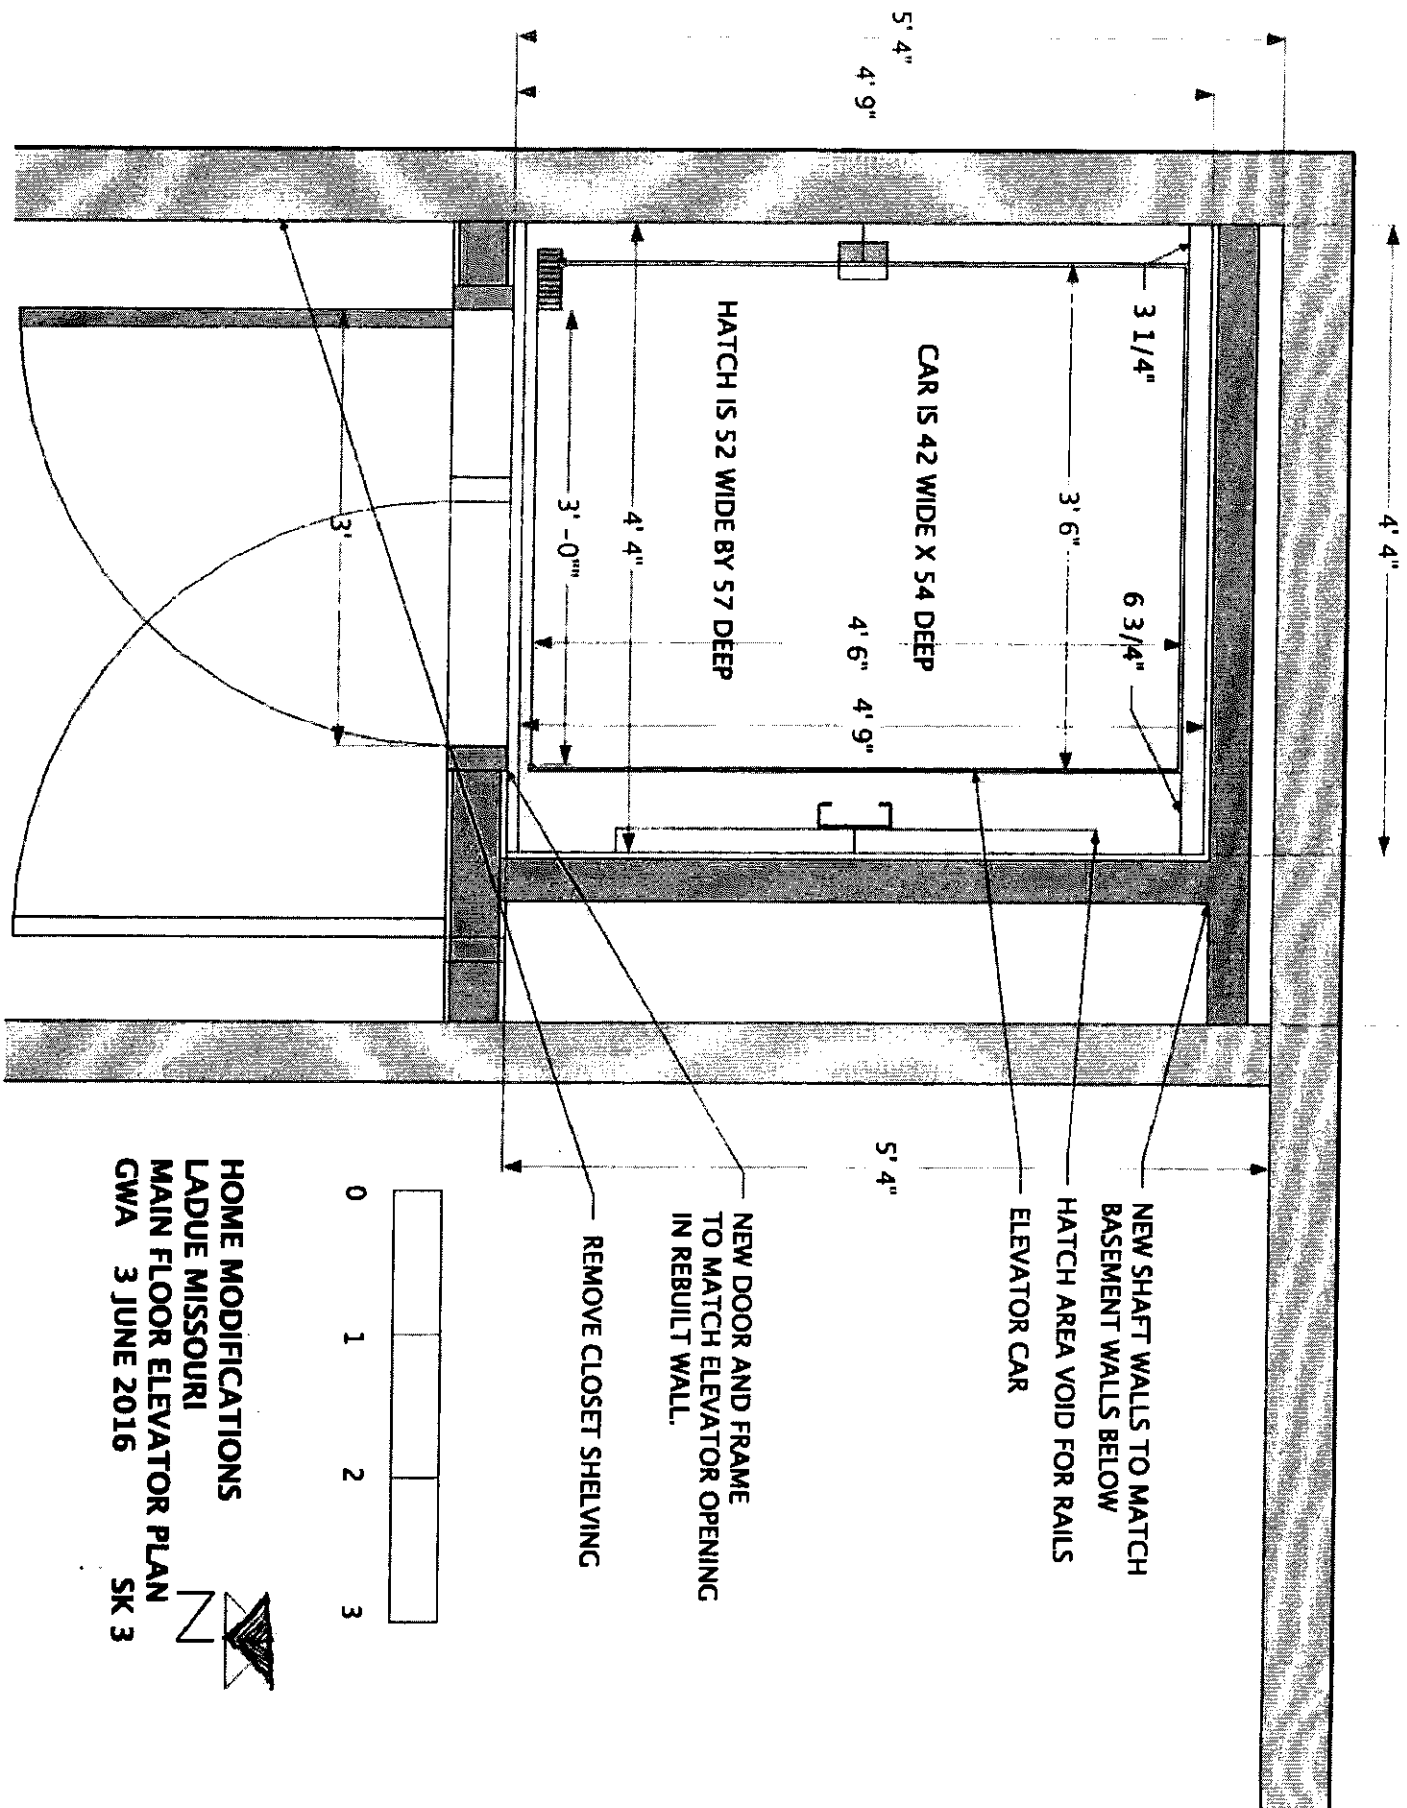 4' 4"
3 1/4"
6 3/4"
3' 6"
CAR IS 42 WIDE X 54 DEEP
5' 4"
4' 9"
4' 6"
4' 9"
HATCH IS 52 WIDE BY 57 DEEP
4' 4"
3' -0""
3'
NEW SHAFT WALLS TO MATCH
BASEMENT WALLS BELOW
HATCH AREA VOID FOR RAILS
ELEVATOR CAR
5' 4"
NEW DOOR AND FRAME
TO MATCH ELEVATOR OPENING
IN REBUILT WALL.
REMOVE CLOSET SHELVING
0 1 2 3
HOME MODIFICATIONS
LADUE MISSOURI
MAIN FLOOR ELEVATOR PLAN
GWA 3 JUNE 2016 SK 3
N